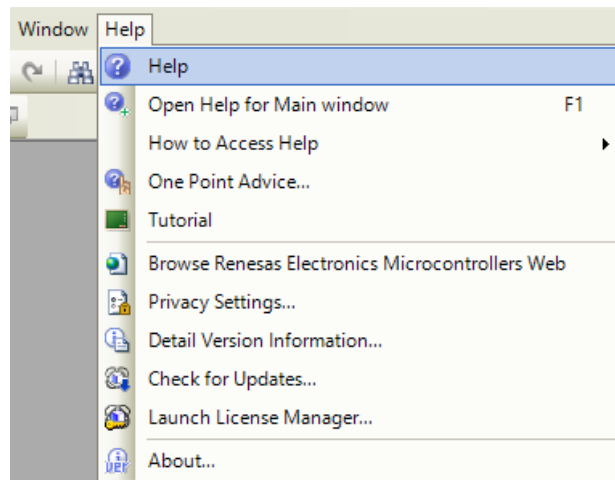 Window Help
Help
Open Help for Main window F1
How to Access Help
One Point Advice...
Tutorial
Browse Renesas Electronics Microcontrollers Web
Privacy Settings...
Detail Version Information...
Check for Updates...
Launch License Manager...
About...